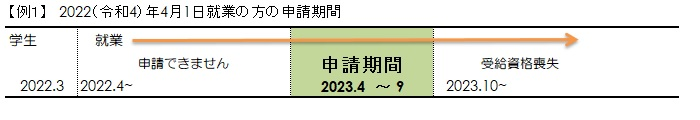 【例1】 2022(令和4)年4月1日就業の方の申請期間
学生 就業
申請できません 申請期間 受給資格喪失
2022.3 2022.4~ 2023.4 ～ 9 2023.10~